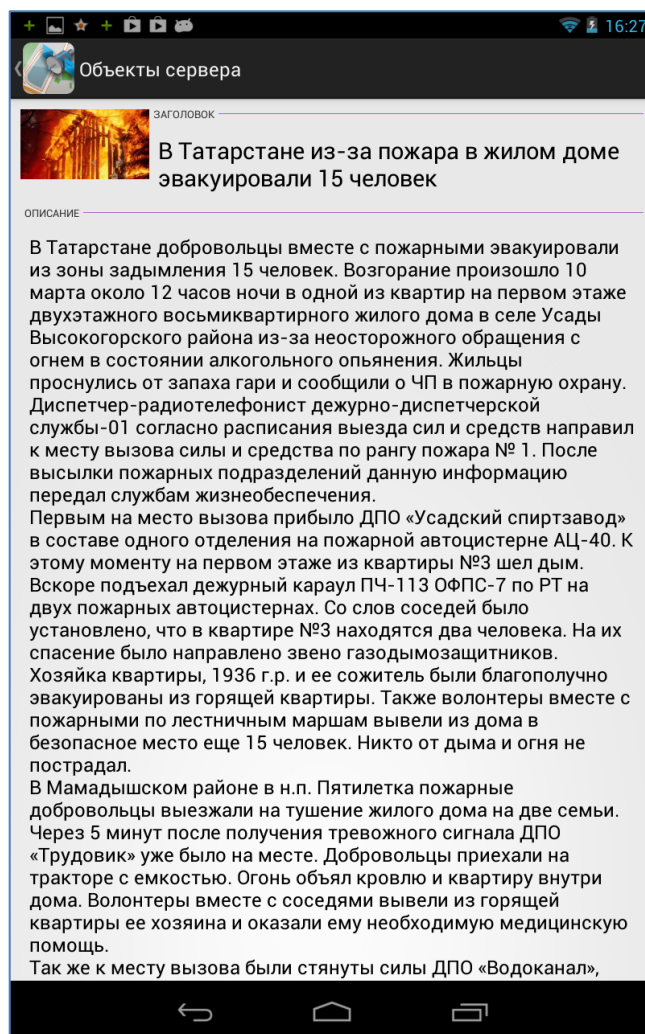 16:27
Объекты сервера
ЗАГОЛОВОК
В Татарстане из-за пожара в жилом доме
эвакуировали 15 человек
ОПИСАНИЕ
В Татарстане добровольцы вместе с пожарными эвакуировали
из зоны задымления 15 человек. Возгорание произошло 10
марта около 12 часов ночи в одной из квартир на первом этаже
двухэтажного восьмиквартирного жилого дома в селе Усады
Высокогорского района из-за неосторожного обращения с
огнем в состоянии алкогольного опьянения. Жильцы
проснулись от запаха гари и сообщили о ЧП в пожарную охрану.
Диспетчер-радиотелефонист дежурно-диспетчерской
службы-01 согласно расписания выезда сил и средств направил
к месту вызова силы и средства по рангу пожара № 1. После
высылки пожарных подразделений данную информацию
передал службам жизнеобеспечения.
Первым на место вызова прибыло ДПО «Усадский спиртзавод»
в составе одного отделения на пожарной автоцистерне АЦ-40. К
этому моменту на первом этаже из квартиры №3 шел дым.
Вскоре подъехал дежурный караул ПЧ-113 ОФПС-7 по РТ на
двух пожарных автоцистернах. Со слов соседей было
установлено, что в квартире №3 находятся два человека. На их
спасение было направлено звено газодымозащитников.
Хозяйка квартиры, 1936 г.р. и ее сожитель были благополучно
эвакуированы из горящей квартиры. Также волонтеры вместе с
пожарными по лестничным маршам вывели из дома в
безопасное место еще 15 человек. Никто от дыма и огня не
пострадал.
В Мамадышском районе в н.п. Пятилетка пожарные
добровольцы выезжали на тушение жилого дома на две семьи.
Через 5 минут после получения тревожного сигнала ДПО
«Трудовик» уже было на месте. Добровольцы приехали на
тракторе с емкостью. Огонь объял кровлю и квартиру внутри
дома. Волонтеры вместе с соседями вывели из горящей
квартиры ее хозяина и оказали ему необходимую медицинскую
помощь.
Так же к месту вызова были стянуты силы ДПО «Водоканал»,